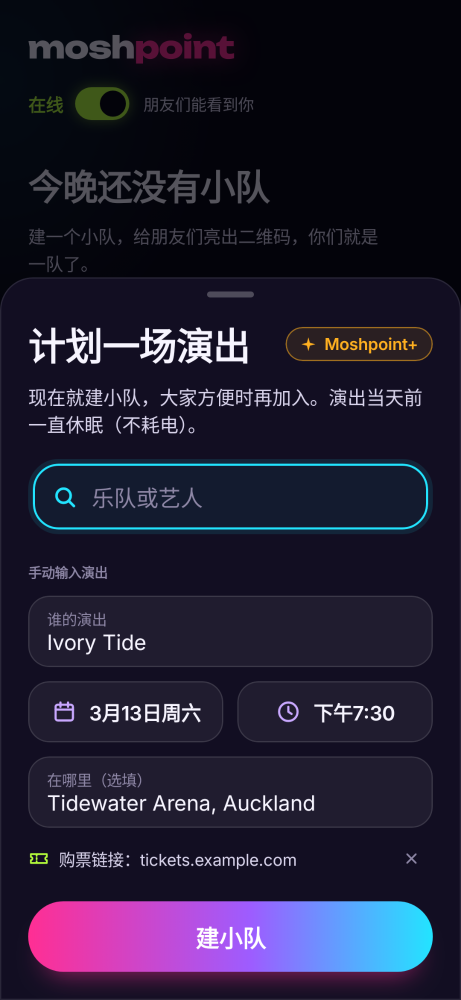 moshpoint
在线
朋友们能看到你
今晚还没有小队
建一个小队，给朋友们亮出二维码，你们就是
一队了。
计划一场演出
Moshpoint+
现在就建小队，大家方便时再加入。演出当天前
一直休眠（不耗电）。
乐队或艺人
手动输入演出
谁的演出
Ivory Tide
3月13日周六
下午7:30
在哪里（选填）
Tidewater Arena, Auckland
购票链接：tickets.example.com
建小队